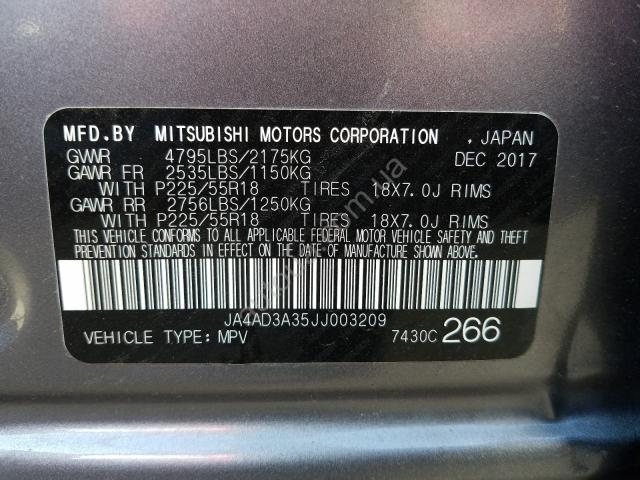 MFD.BY MITSUBISHI MOTORS CORPORATION , JAPAN
GVWR 4795LBS/2175KG DEC 2017
GAWR FR 2535LBS/1150KG
WITH P225/55R18 TIRES 18X7.0J RIMS
GAWR RR 2756LBS/1250KG
WITH P225/55R18 TIRES 18X7.0J RIMS
THIS VEHICLE CONFORMS TO ALL APPLICABLE FEDERAL MOTOR VEHICLE SAFETY AND THEFT
PREVENTION STANDARDS IN EFFECT ON THE DATE OF MANUFACTURE SHOWN ABOVE.
JA4AD3A35JJ003209
VEHICLE TYPE: MPV 7430C 266